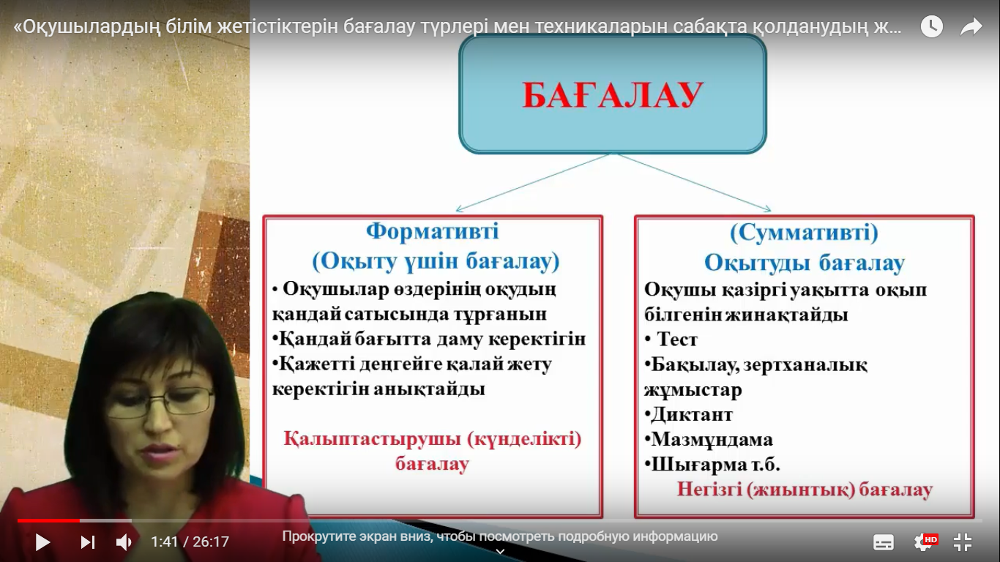 «Оқушылардың білім жетістіктерін бағалау түрлері мен техникаларын сабақта қолданудың ж...
БАҒАЛАУ
Формативті
(Оқыту үшін бағалау)
• Оқушылар өздерінің оқудың
қандай сатысында тұрғанын
•Қандай бағытта даму керектігін
•Қажетті деңгейге қалай жету
керектігін анықтайды
Қалыптастырушы (күнделікті)
бағалау
(Суммативті)
Оқытуды бағалау
Оқушы қазіргі уақытта оқып
білгенін жинақтайды
• Тест
•Бақылау, зертханалық
жұмыстар
•Диктант
•Мазмұндама
•Шығарма т.б.
Негізгі (жиынтық) бағалау
1:41 / 26:17
Прокрутите экран вниз, чтобы посмотреть подробную информацию
HD